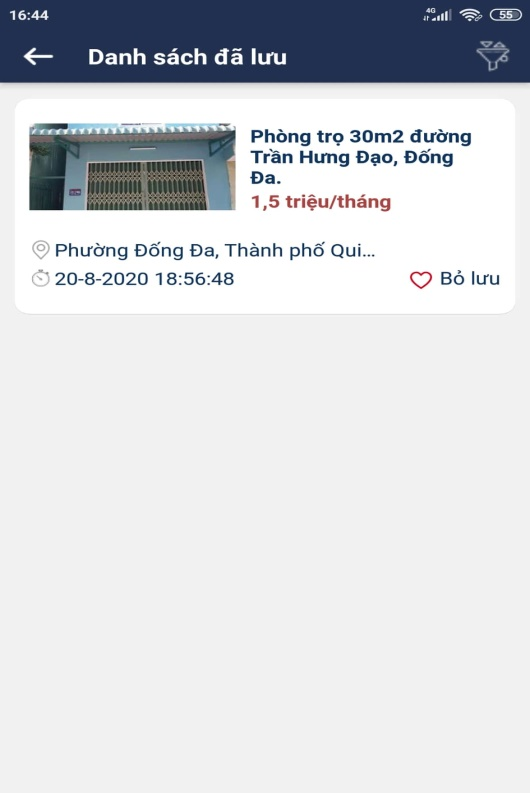 16:44
4G
55
Danh sách đã lưu
Phòng trọ 30m2 đường
Trần Hưng Đạo, Đống
Đa.
1,5 triệu/tháng
Phường Đống Đa, Thành phố Qui...
20-8-2020 18:56:48
Bỏ lưu